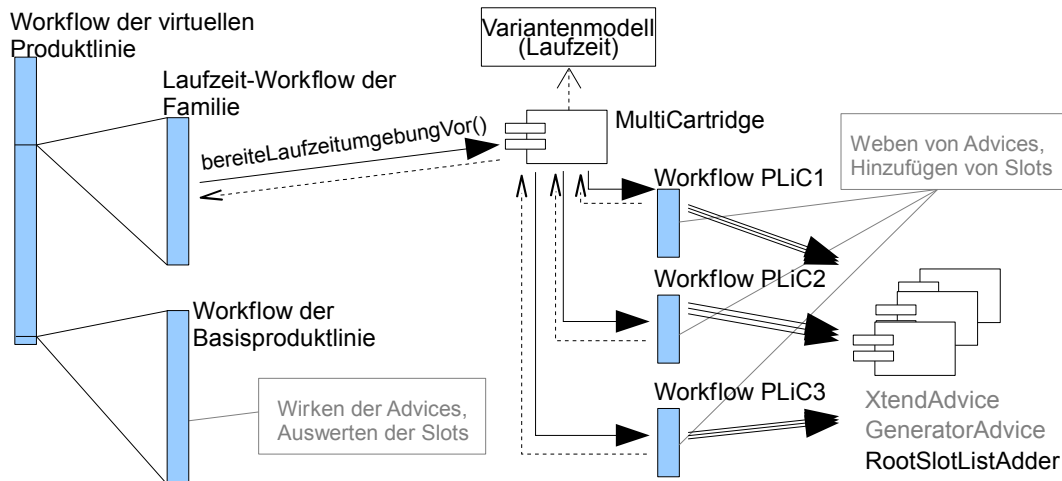 Workflow der virtuellen
Produktlinie
Laufzeit-Workflow der
Familie
bereiteLaufzeitumgebungVor()
Variantenmodell
(Laufzeit)
MultiCartridge
Weben von Advices,
Hinzufügen von Slots
Workflow PLiC1
Workflow PLiC2
Workflow PLiC3
Workflow der
Basisproduktlinie
Wirken der Advices,
Auswerten der Slots
XtendAdvice
GeneratorAdvice
RootSlotListAdder